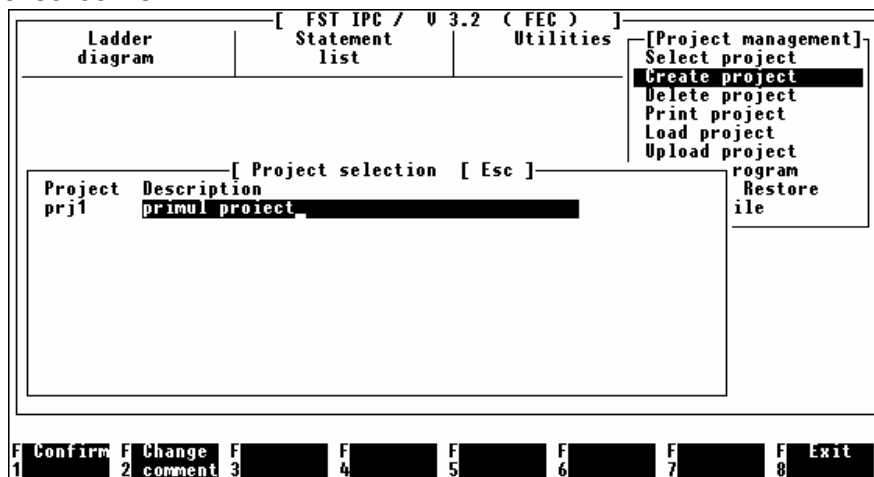 [ FST IPC / V 3.2 ( FEC ) ]
Ladder diagram
Statement list
Utilities
[Project management]
Select project
Create project
Delete project
Print project
Load project
Upload project
rogram
Restore
ile
[ Project selection [ Esc ]
Project Description
prj1 primul proiect_
F1 Confirm F2 Change comment F3 F4 F5 F6 F7 F8 Exit